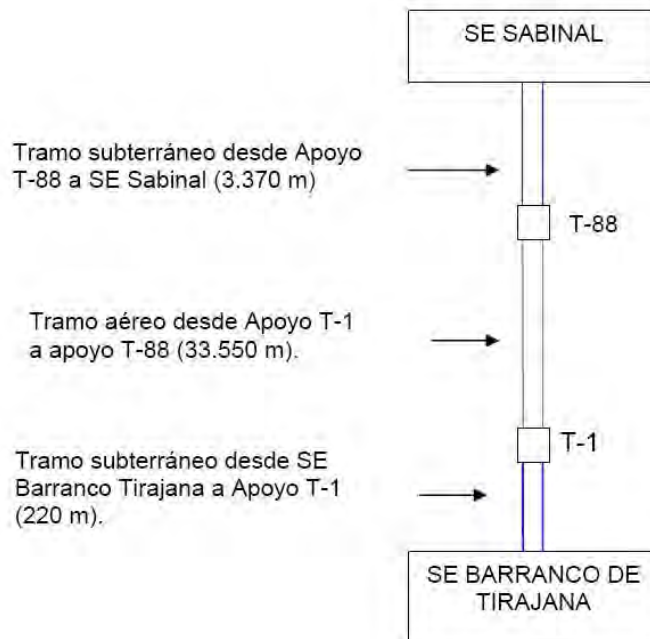 SE SABINAL
Tramo subterráneo desde Apoyo
T-88 a SE Sabinal (3.370 m)
T-88
Tramo aéreo desde Apoyo T-1
a apoyo T-88 (33.550 m).
T-1
Tramo subterráneo desde SE
Barranco Tirajana a Apoyo T-1
(220 m).
SE BARRANCO DE
TIRAJANA